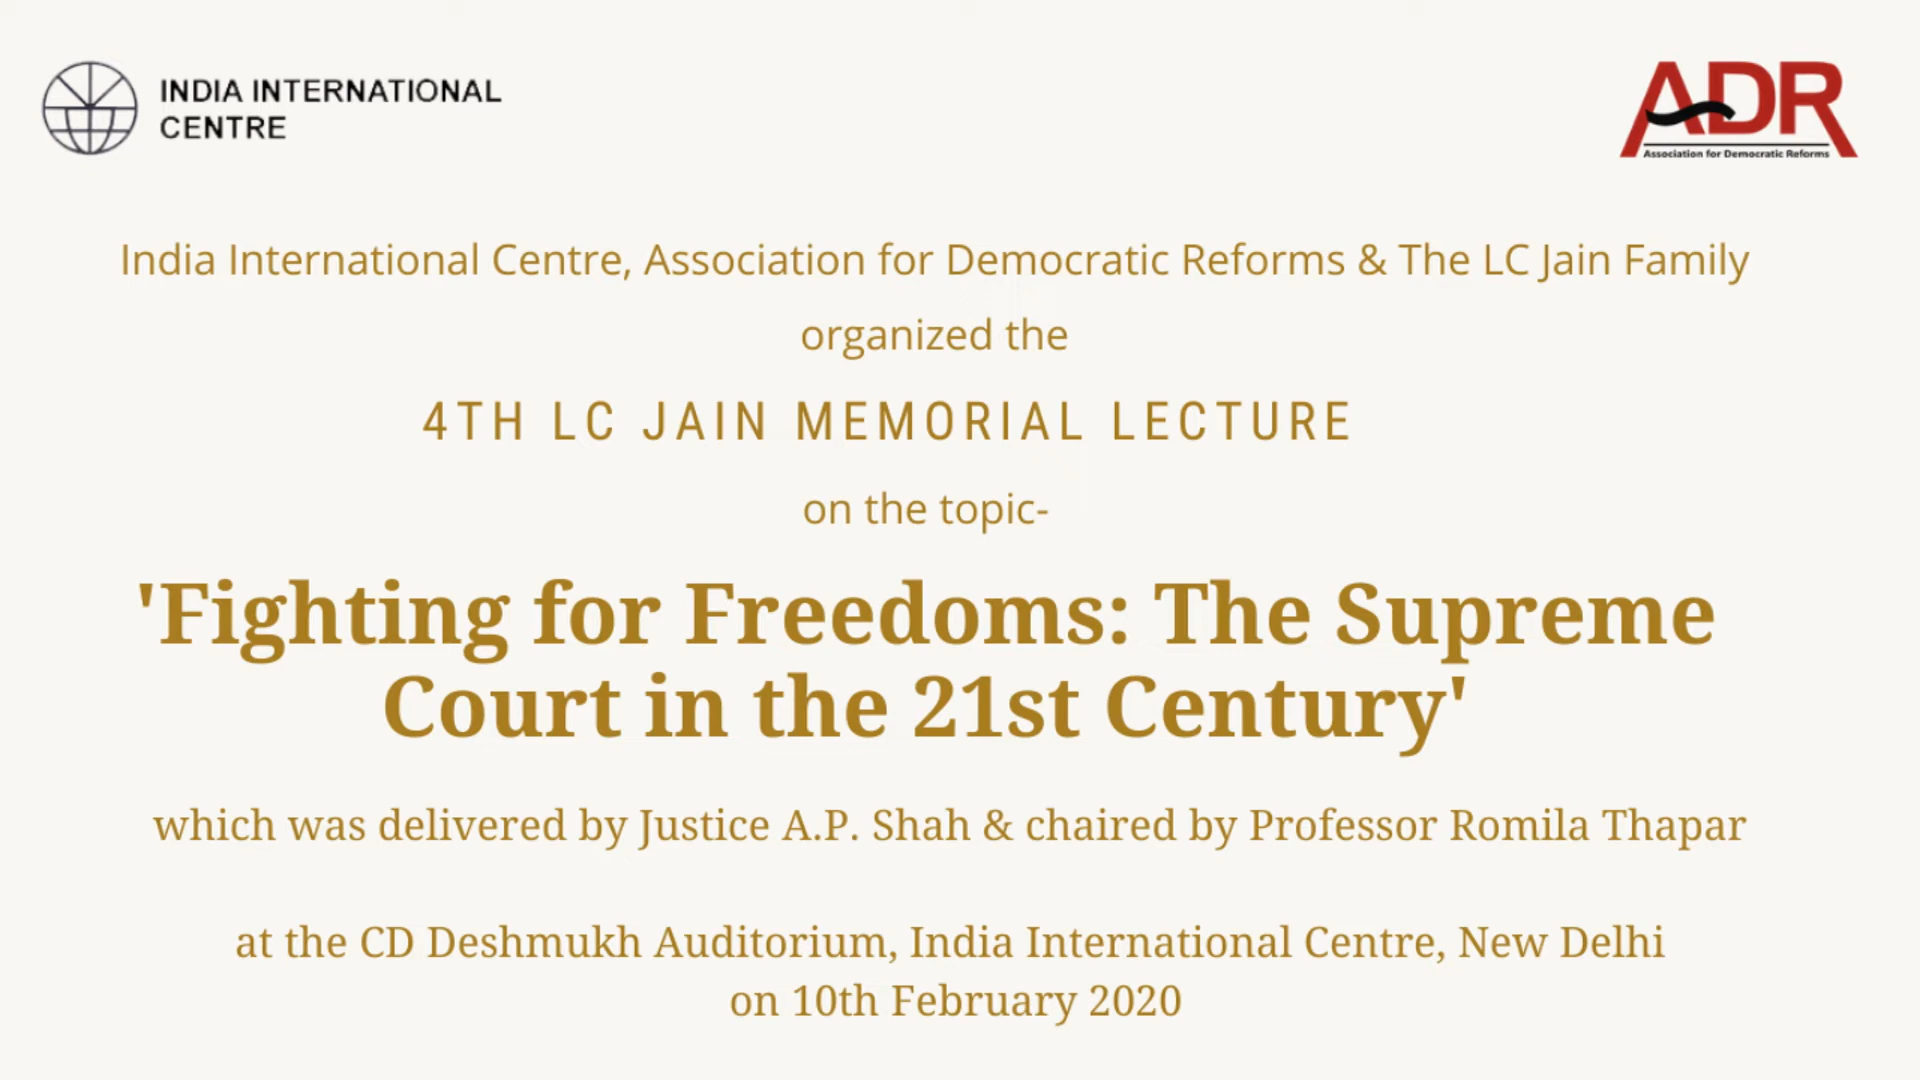 INDIA INTERNATIONAL
CENTRE
ADR
Association for Democratic Reforms
India International Centre, Association for Democratic Reforms & The LC Jain Family
organized the
4TH LC JAIN MEMORIAL LECTURE
on the topic-
'Fighting for Freedoms: The Supreme
Court in the 21st Century'
which was delivered by Justice A.P. Shah & chaired by Professor Romila Thapar
at the CD Deshmukh Auditorium, India International Centre, New Delhi
on 10th February 2020